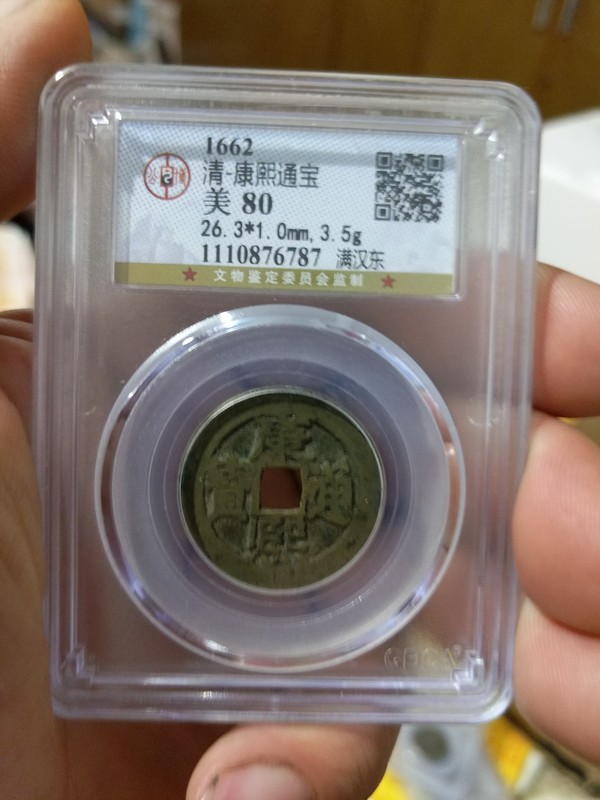 1662
清-康熙通宝
美 80
26.3*1.0mm, 3.5g
1110876787 满汉东
★ 文物鉴定委员会监制 ★
康
寶 通
熙